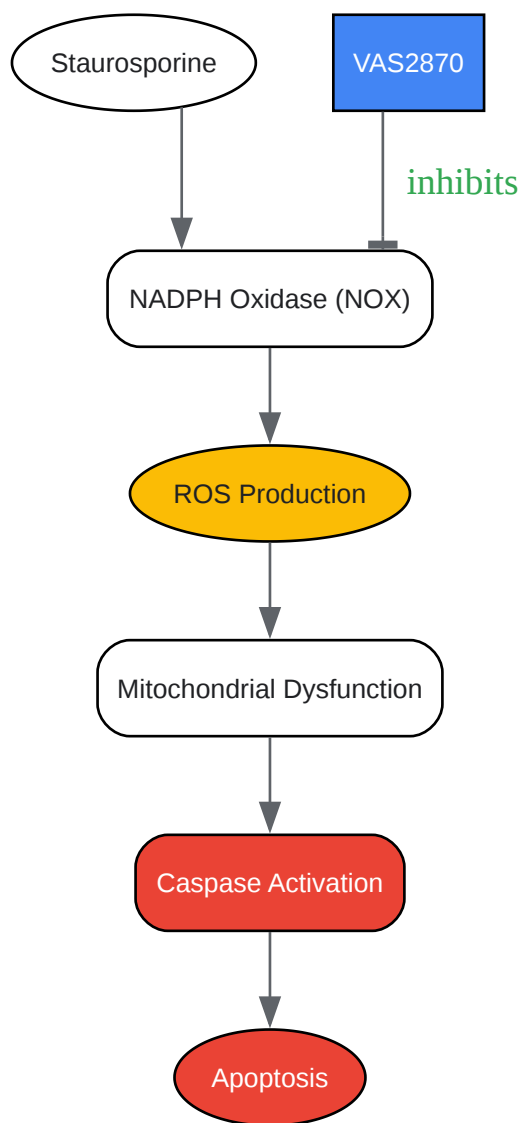 Staurosporine
VAS2870
inhibits
NADPH Oxidase (NOX)
ROS Production
Mitochondrial Dysfunction
Caspase Activation
Apoptosis